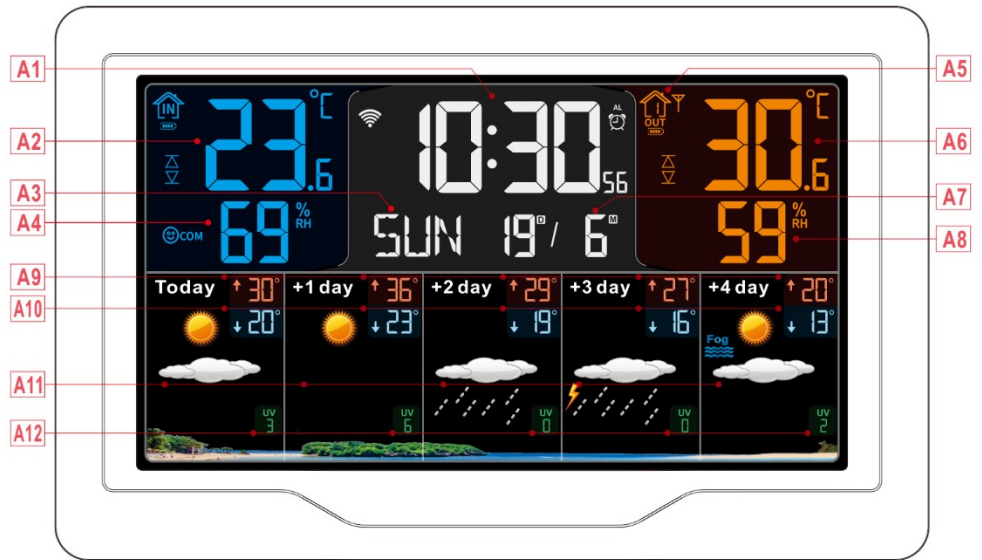 A1
A2
A3
A4
A5
A6
A7
A8
A9
A10
A11
A12
IN
23.6 °C
10:30 56
AL
OUT
30.6 °C
COM
69 % RH
SUN 19 D / 6 M
59 % RH
Today ↑ 30° ↓ 20°
+1 day ↑ 36° ↓ 23°
+2 day ↑ 29° ↓ 19°
+3 day ↑ 27° ↓ 16°
+4 day ↑ 20° ↓ 13°
Fog
UV 3
UV 6
UV 0
UV 0
UV 2